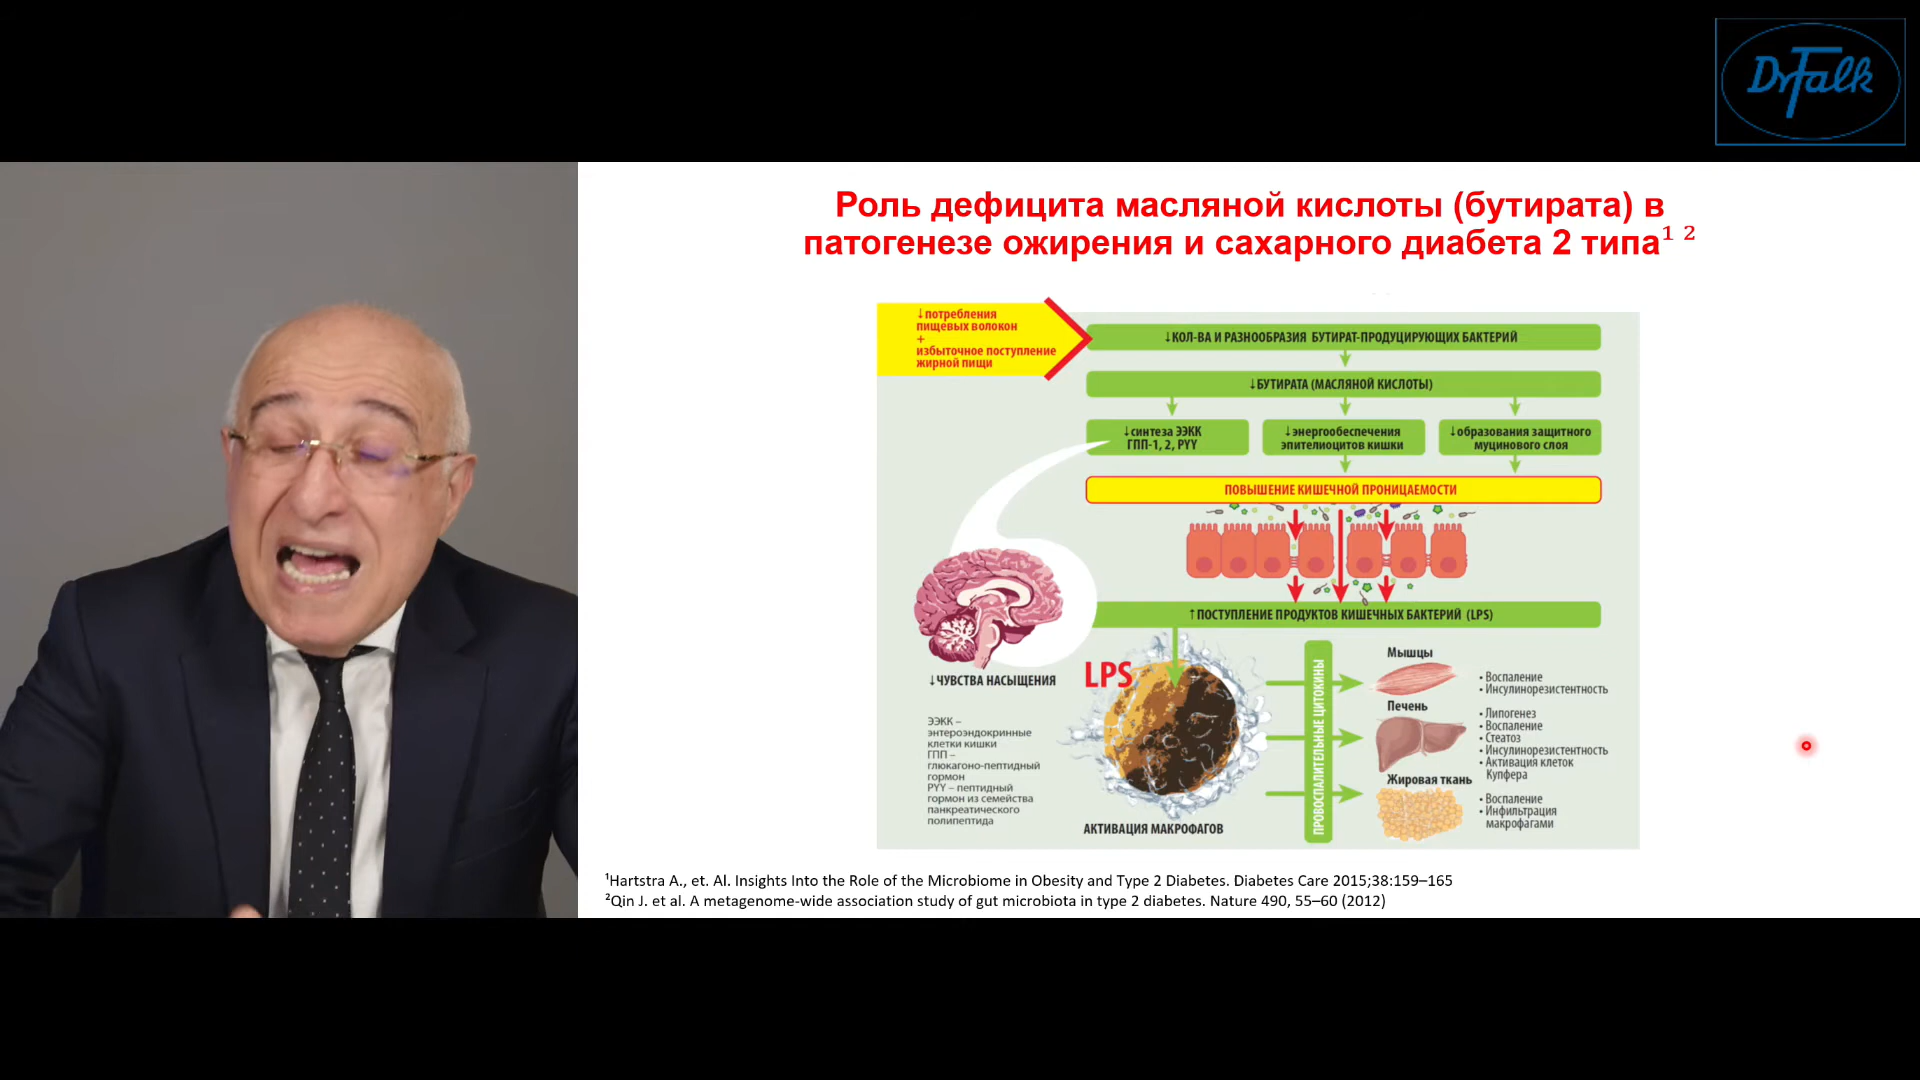 Dr Falk
Роль дефицита масляной кислоты (бутирата) в
патогенезе ожирения и сахарного диабета 2 типа¹ ²
↓потребления
пищевых волокон
+
избыточное поступление
жирной пищи
↓КОЛ-ВА И РАЗНООБРАЗИЯ БУТИРАТ-ПРОДУЦИРУЮЩИХ БАКТЕРИЙ
↓БУТИРАТА (МАСЛЯНОЙ КИСЛОТЫ)
↓синтеза ЭЭКК
ГПП-1, 2, PYY
↓энергообеспечения
эпителиоцитов кишки
↓образования защитного
муцинового слоя
ПОВЫШЕНИЕ КИШЕЧНОЙ ПРОНИЦАЕМОСТИ
↑ПОСТУПЛЕНИЕ ПРОДУКТОВ КИШЕЧНЫХ БАКТЕРИЙ (LPS)
↓ЧУВСТВА НАСЫЩЕНИЯ
ЭЭКК –
энтероэндокринные
клетки кишки
ГПП –
глюкагоно-пептидный
гормон
PYY – пептидный
гормон из семейства
панкреатического
полипептида
LPS
АКТИВАЦИЯ МАКРОФАГОВ
ПРОВОСПАЛИТЕЛЬНЫЕ ЦИТОКИНЫ
Мышцы
• Воспаление
• Инсулинорезистентность
Печень
• Липогенез
• Воспаление
• Стеатоз
• Инсулинорезистентность
• Активация клеток
Купфера
Жировая ткань
• Воспаление
• Инфильтрация
макрофагами
¹Hartstra A., et. Al. Insights Into the Role of the Microbiome in Obesity and Type 2 Diabetes. Diabetes Care 2015;38:159–165
²Qin J. et al. A metagenome-wide association study of gut microbiota in type 2 diabetes. Nature 490, 55–60 (2012)